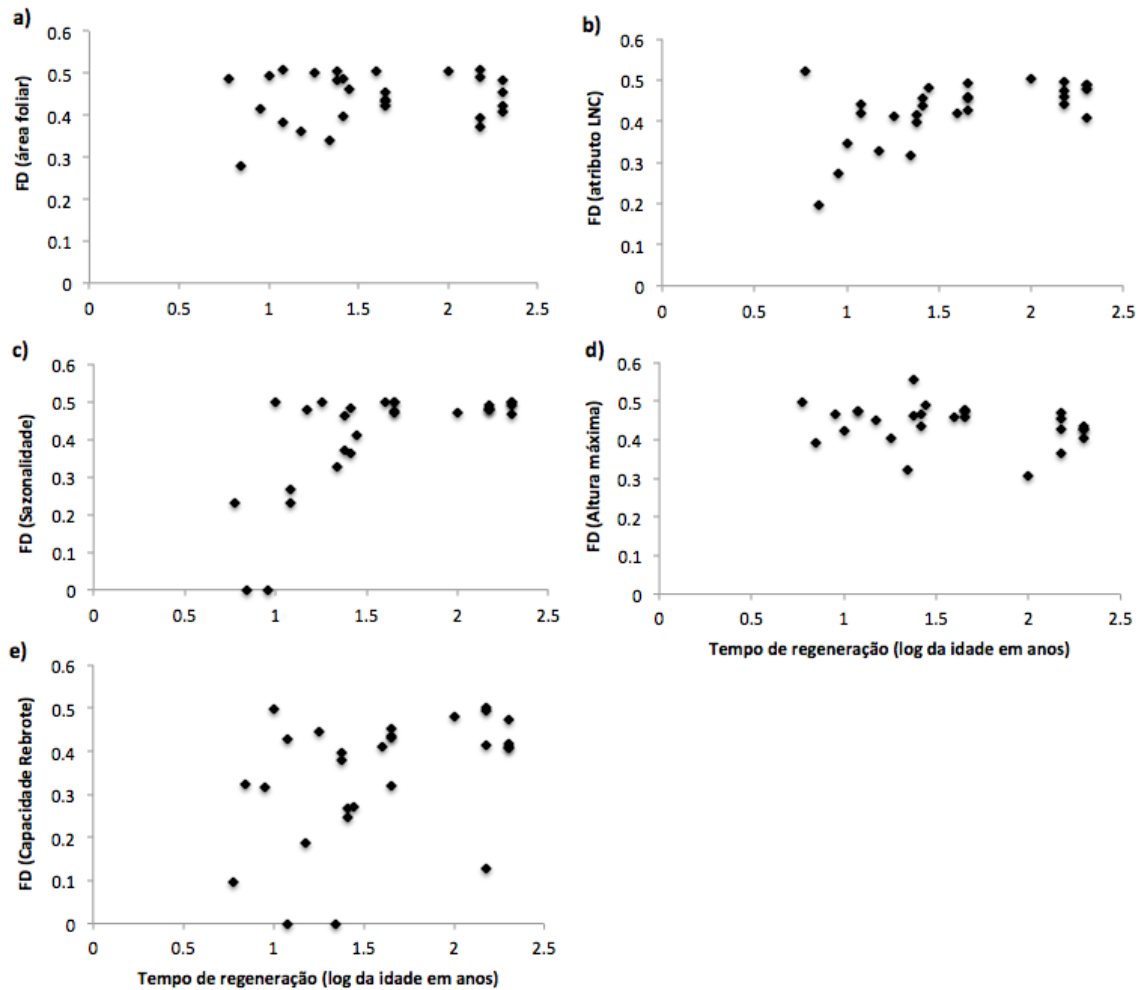 a)
FD (área foliar)
0.6
0.5
0.4
0.3
0.2
0.1
0
0 0.5 1 1.5 2 2.5
b)
FD (atributo LNC)
0.6
0.5
0.4
0.3
0.2
0.1
0
0 0.5 1 1.5 2 2.5
c)
FD (Sazonalidade)
0.6
0.5
0.4
0.3
0.2
0.1
0
0 0.5 1 1.5 2 2.5
d)
FD (Altura máxima)
0.6
0.5
0.4
0.3
0.2
0.1
0
0 0.5 1 1.5 2 2.5
Tempo de regeneração (log da idade em anos)
e)
FD (Capacidade Rebrote)
0.6
0.5
0.4
0.3
0.2
0.1
0
0 0.5 1 1.5 2 2.5
Tempo de regeneração (log da idade em anos)